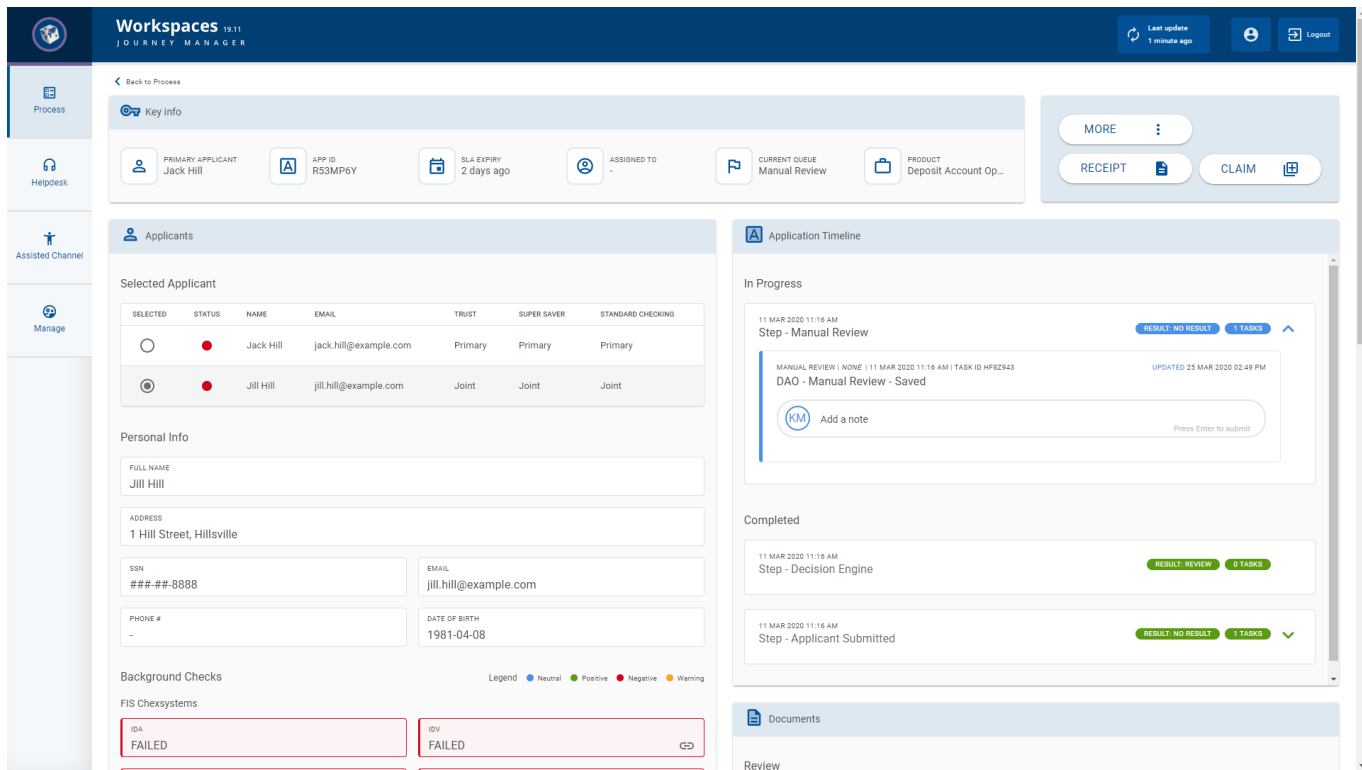 Workspaces 19.11
JOURNEY MANAGER
Last update
1 minute ago
Logout
Process
Helpdesk
Assisted Channel
Manage
Back to Process
Key info
PRIMARY APPLICANT
Jack Hill
APP ID
R53MP6Y
SLA EXPIRY
2 days ago
ASSIGNED TO
-
CURRENT QUEUE
Manual Review
PRODUCT
Deposit Account Op...
MORE
RECEIPT
CLAIM
Applicants
Selected Applicant
SELECTED STATUS NAME EMAIL TRUST SUPER SAVER STANDARD CHECKING
Jack Hill jack.hill@example.com Primary Primary Primary
Jill Hill jill.hill@example.com Joint Joint Joint
Personal Info
FULL NAME
Jill Hill
ADDRESS
1 Hill Street, Hillsville
SSN
###-##-8888
EMAIL
jill.hill@example.com
PHONE #
-
DATE OF BIRTH
1981-04-08
Background Checks
Legend Neutral Positive Negative Warning
FIS Chexsystems
IDA
FAILED
IDV
FAILED
A Application Timeline
In Progress
11 MAR 2020 11:16 AM
Step - Manual Review
RESULT: NO RESULT 1 TASKS
MANUAL REVIEW | NONE | 11 MAR 2020 11:16 AM | TASK ID HF8Z943
UPDATED 25 MAR 2020 02:49 PM
DAO - Manual Review - Saved
KM Add a note
Press Enter to submit
Completed
11 MAR 2020 11:16 AM
Step - Decision Engine
RESULT: REVIEW 0 TASKS
11 MAR 2020 11:16 AM
Step - Applicant Submitted
RESULT: NO RESULT 1 TASKS
Documents
Review